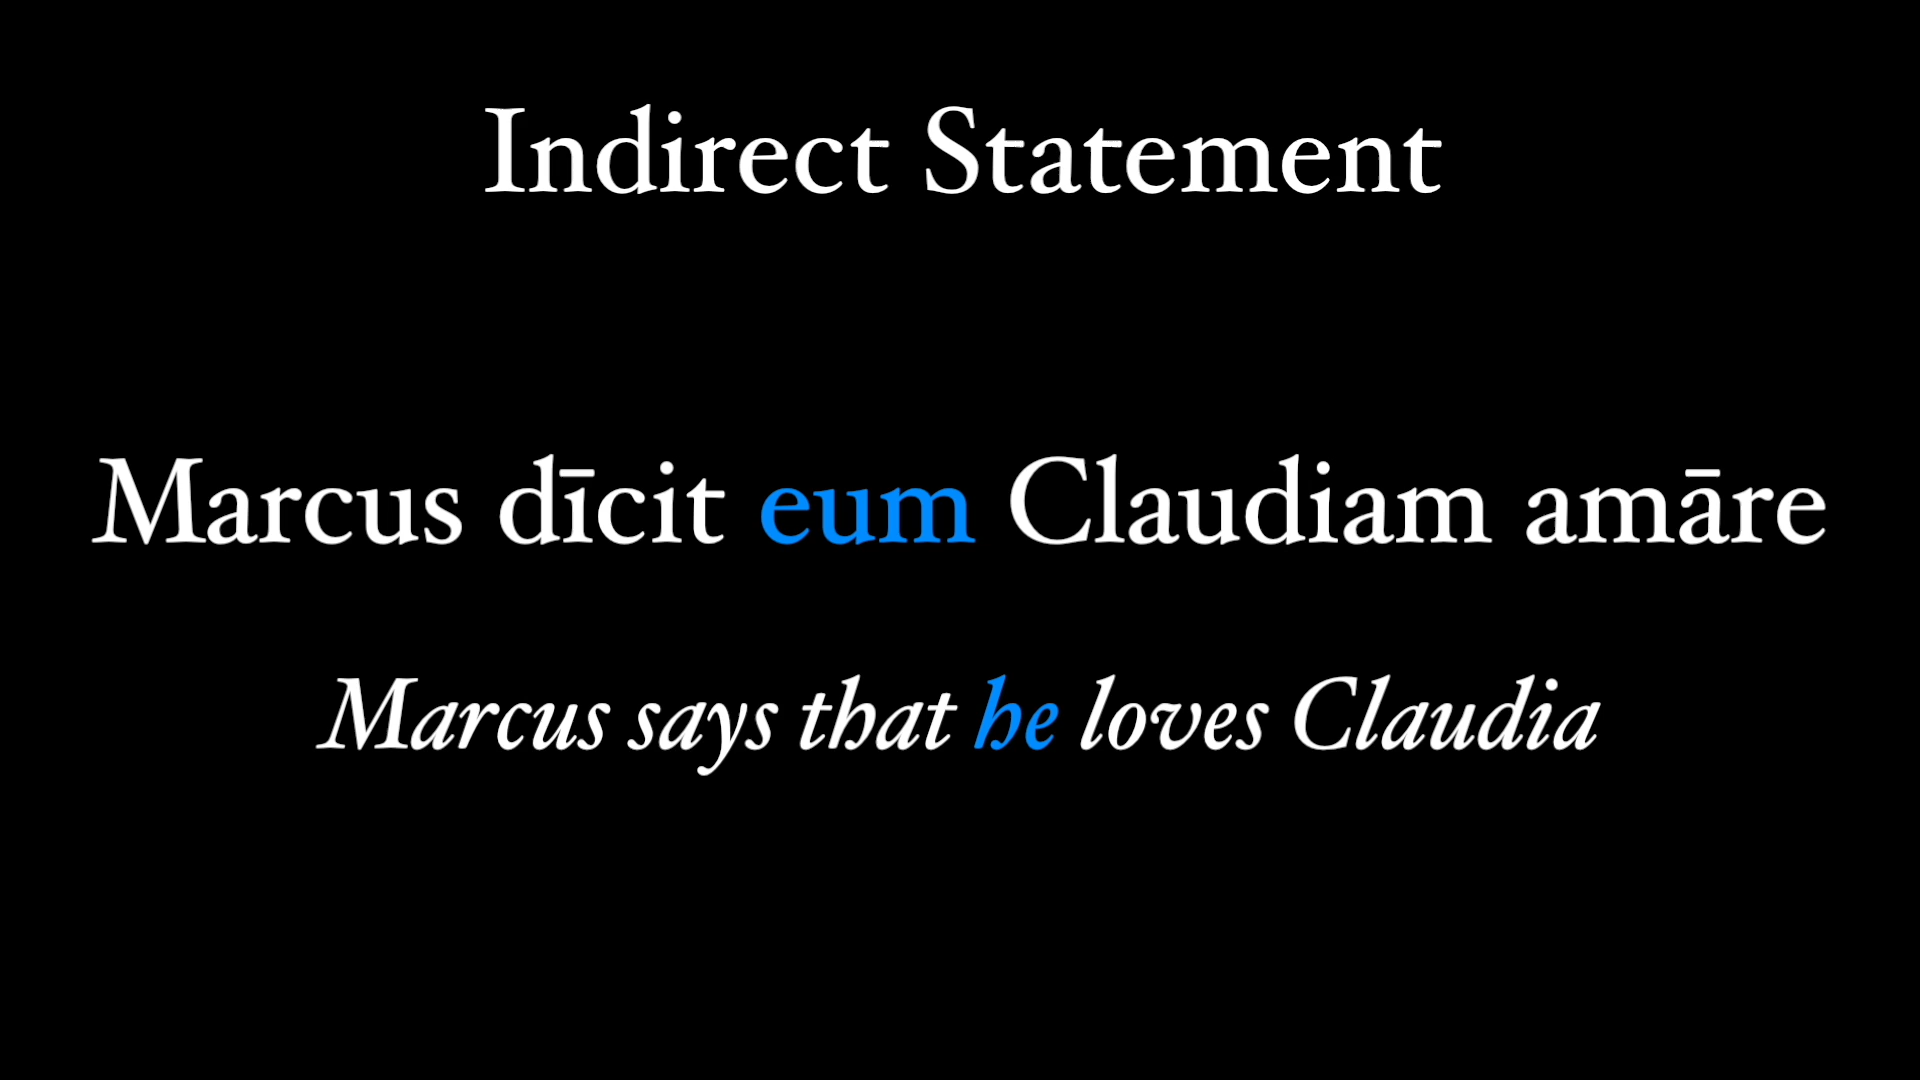 Indirect Statement
Marcus dīcit eum Claudiam amāre
Marcus says that he loves Claudia